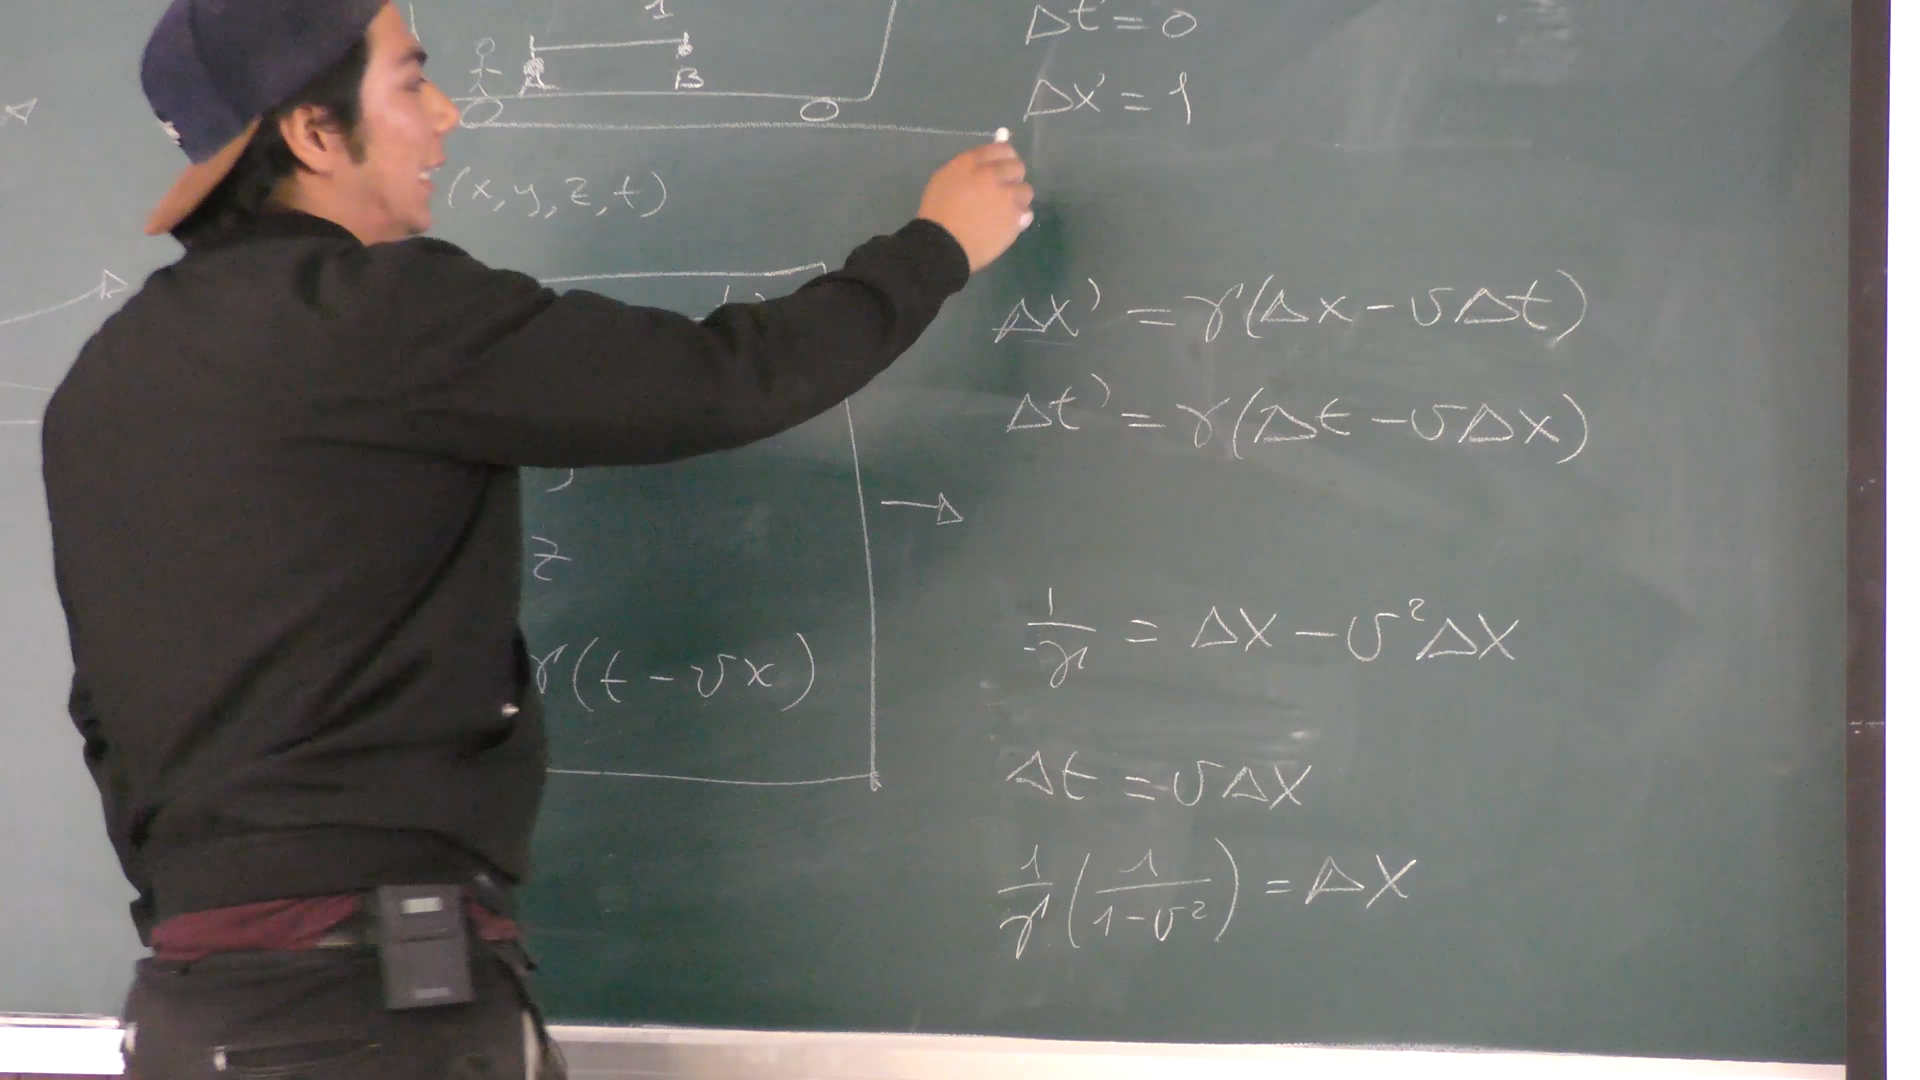 1
A B
(x, y, z, t)
z
γ(t - vx)
Δt' = 0
Δx' = 1
Δx' = γ(Δx - vΔt)
Δt' = γ(Δt - vΔx)
1/γ = Δx - v²Δx
Δt = vΔx
1/γ (1/(1-v²)) = Δx